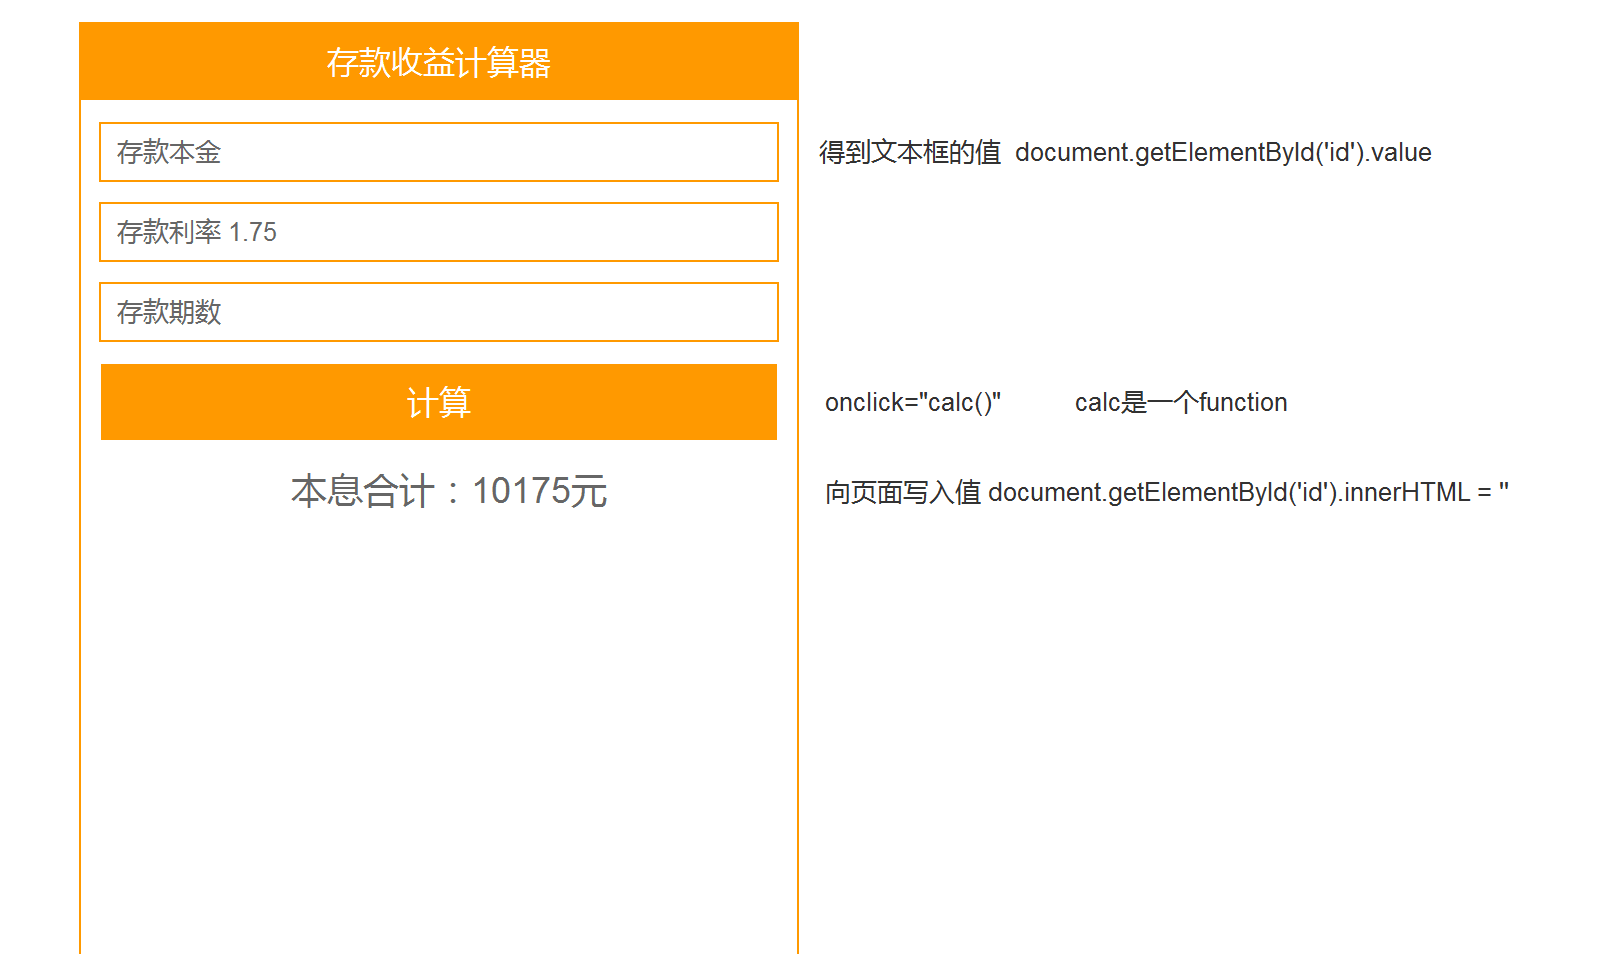 存款收益计算器
存款本金
得到文本框的值 document.getElementById('id').value
存款利率 1.75
存款期数
计算
onclick="calc()" calc是一个function
本息合计：10175元
向页面写入值 document.getElementById('id').innerHTML = ''